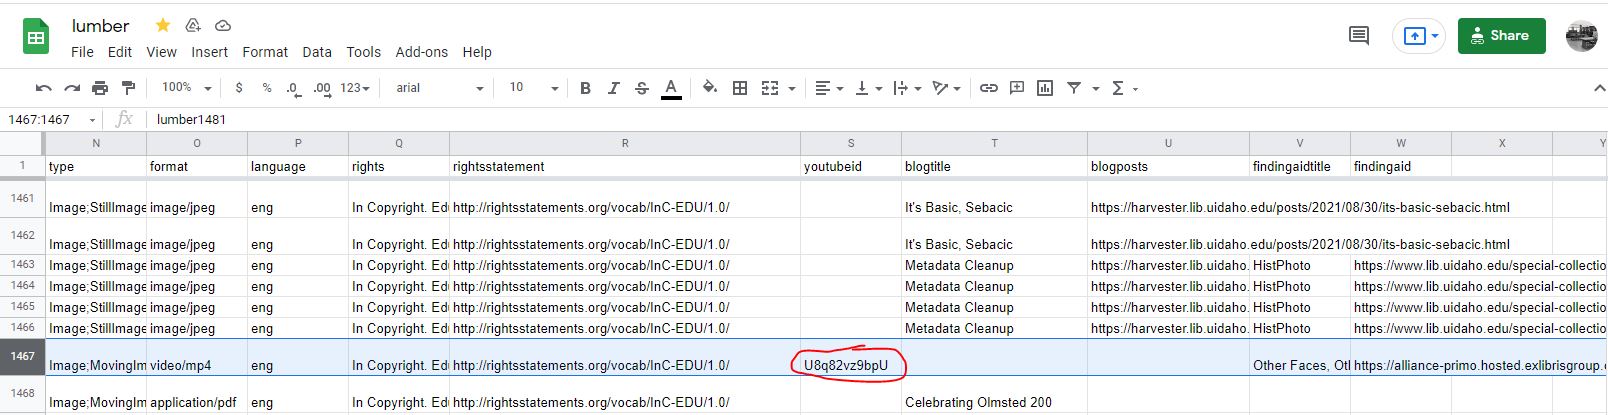 lumber
File Edit View Insert Format Data Tools Add-ons Help
Share
100% $ % .0 .00 123 arial 10 B I S A Σ
1467:1467 fx lumber1481
N O P Q R S T U V W X Y
1 type format language rights rightsstatement youtubeid blogtitle blogposts findingaidtitle findingaid
1461 Image;StillImage image/jpeg eng In Copyright. Edu http://rightsstatements.org/vocab/InC-EDU/1.0/ It's Basic, Sebacic https://harvester.lib.uidaho.edu/posts/2021/08/30/its-basic-sebacic.html
1462 Image;StillImage image/jpeg eng In Copyright. Edu http://rightsstatements.org/vocab/InC-EDU/1.0/ It's Basic, Sebacic https://harvester.lib.uidaho.edu/posts/2021/08/30/its-basic-sebacic.html
1463 Image;StillImage image/jpeg eng In Copyright. Edu http://rightsstatements.org/vocab/InC-EDU/1.0/ Metadata Cleanup https://harvester.lib.uidaho. HistPhoto https://www.lib.uidaho.edu/special-collectio
1464 Image;StillImage image/jpeg eng In Copyright. Edu http://rightsstatements.org/vocab/InC-EDU/1.0/ Metadata Cleanup https://harvester.lib.uidaho. HistPhoto https://www.lib.uidaho.edu/special-collectio
1465 Image;StillImage image/jpeg eng In Copyright. Edu http://rightsstatements.org/vocab/InC-EDU/1.0/ Metadata Cleanup https://harvester.lib.uidaho. HistPhoto https://www.lib.uidaho.edu/special-collectio
1466 Image;StillImage image/jpeg eng In Copyright. Edu http://rightsstatements.org/vocab/InC-EDU/1.0/ Metadata Cleanup https://harvester.lib.uidaho. HistPhoto https://www.lib.uidaho.edu/special-collectio
1467 Image;MovingIm video/mp4 eng In Copyright. Edu http://rightsstatements.org/vocab/InC-EDU/1.0/ U8q82vz9bpU Other Faces, Oth https://alliance-primo.hosted.exlibrisgroup.c
1468 Image;MovingIm application/pdf eng In Copyright. Edu http://rightsstatements.org/vocab/InC-EDU/1.0/ Celebrating Olmsted 200